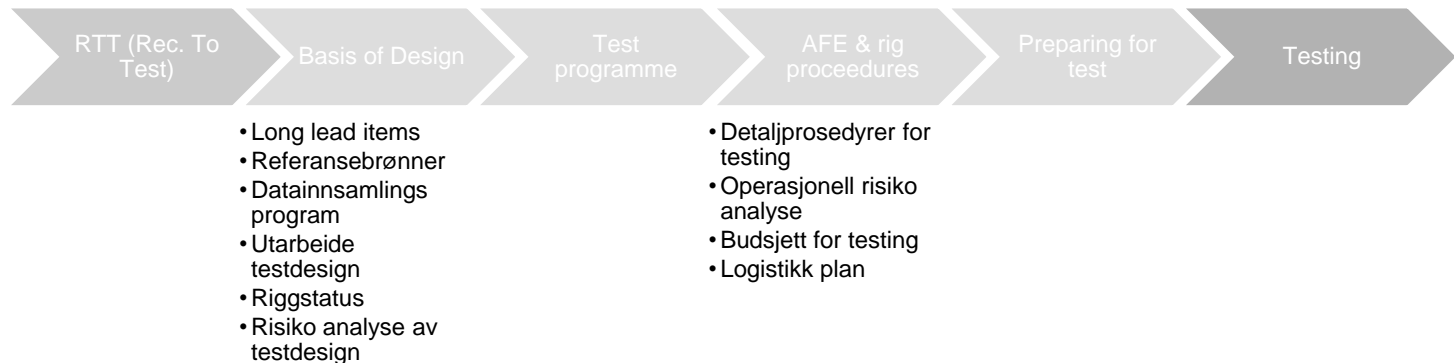 RTT (Rec. To
Test)
Basis of Design
Test
programme
AFE & rig
proceedures
Preparing for
test
Testing
•Long lead items
•Referansebrønner
•Datainnsamlings
program
•Utarbeide
testdesign
•Riggstatus
•Risiko analyse av
testdesign
•Detaljprosedyrer for
testing
•Operasjonell risiko
analyse
•Budsjett for testing
•Logistikk plan